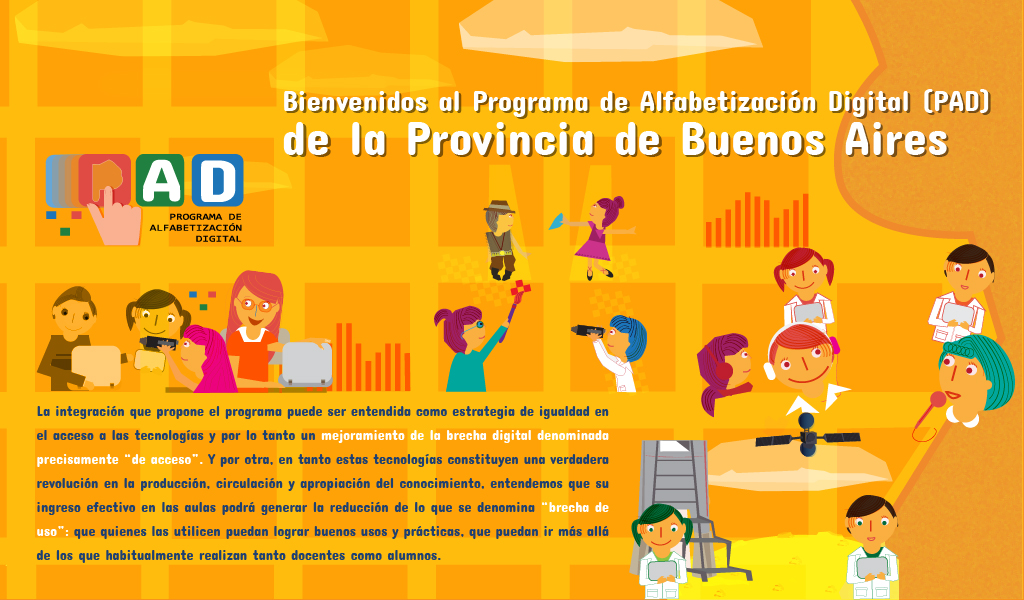 Bienvenidos al Programa de Alfabetización Digital (PAD)
de la Provincia de Buenos Aires
PAD
PROGRAMA DE
ALFABETIZACIÓN
DIGITAL
La integración que propone el programa puede ser entendida como estrategia de igualdad en
el acceso a las tecnologías y por lo tanto un mejoramiento de la brecha digital denominada
precisamente “de acceso”. Y por otra, en tanto estas tecnologías constituyen una verdadera
revolución en la producción, circulación y apropiación del conocimiento, entendemos que su
ingreso efectivo en las aulas podrá generar la reducción de lo que se denomina “brecha de
uso”: que quienes las utilicen puedan lograr buenos usos y prácticas, que puedan ir más allá
de los que habitualmente realizan tanto docentes como alumnos.